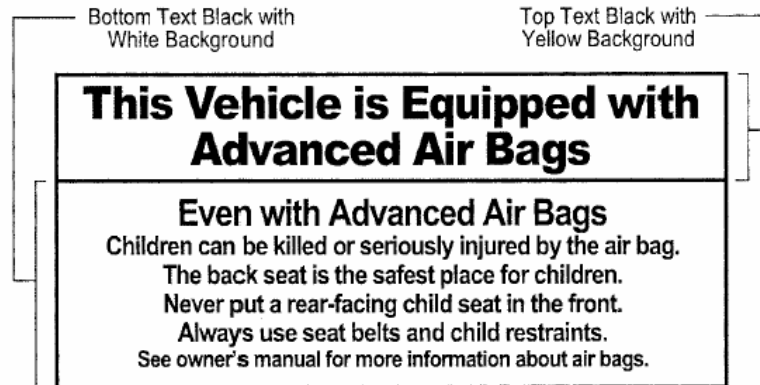 Bottom Text Black with
White Background
Top Text Black with
Yellow Background
This Vehicle is Equipped with
Advanced Air Bags
Even with Advanced Air Bags
Children can be killed or seriously injured by the air bag.
The back seat is the safest place for children.
Never put a rear-facing child seat in the front.
Always use seat belts and child restraints.
See owner's manual for more information about air bags.